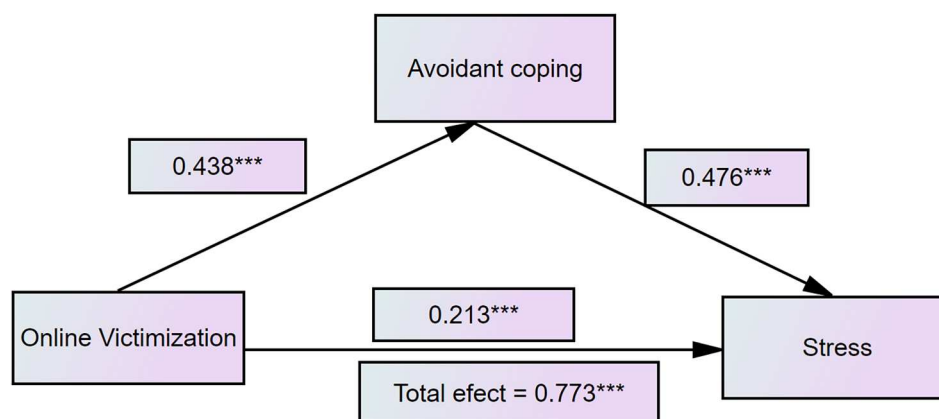 Avoidant coping
0.438***
0.476***
Online Victimization
0.213***
Stress
Total efect = 0.773***